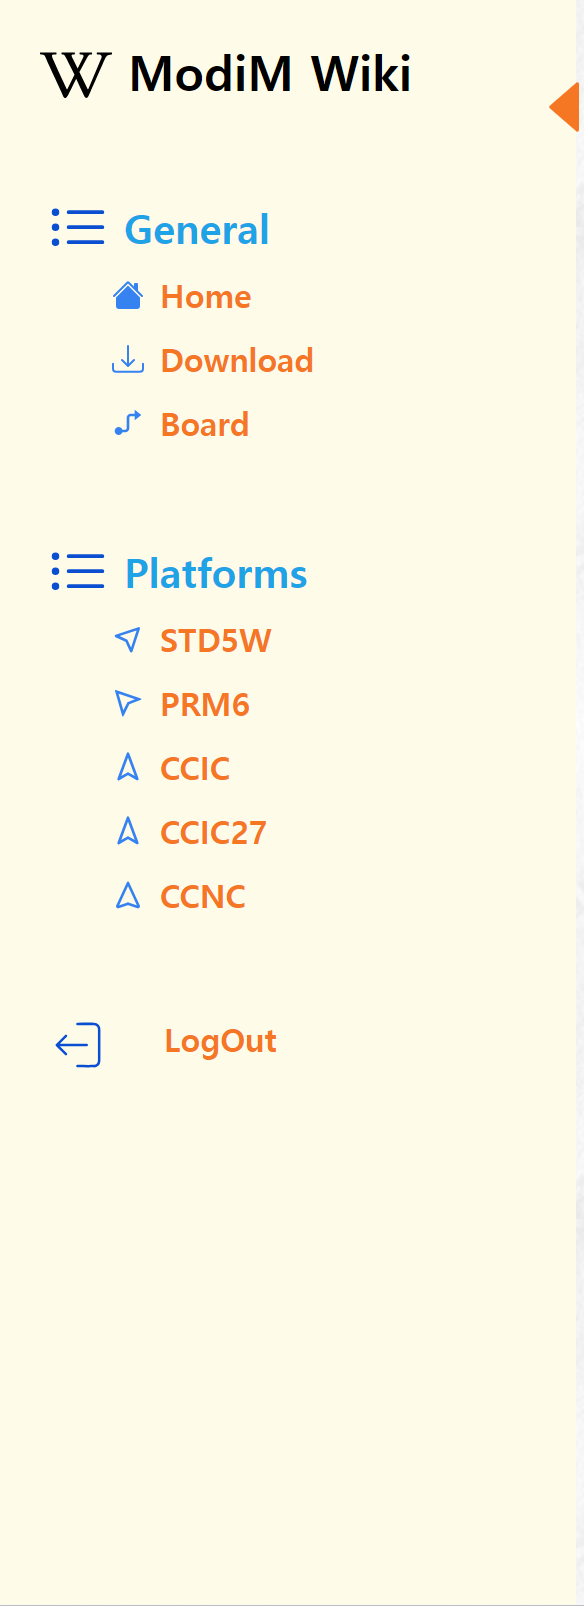 ModiM Wiki
General
Home
Download
Board
Platforms
STD5W
PRM6
CCIC
CCIC27
CCNC
LogOut